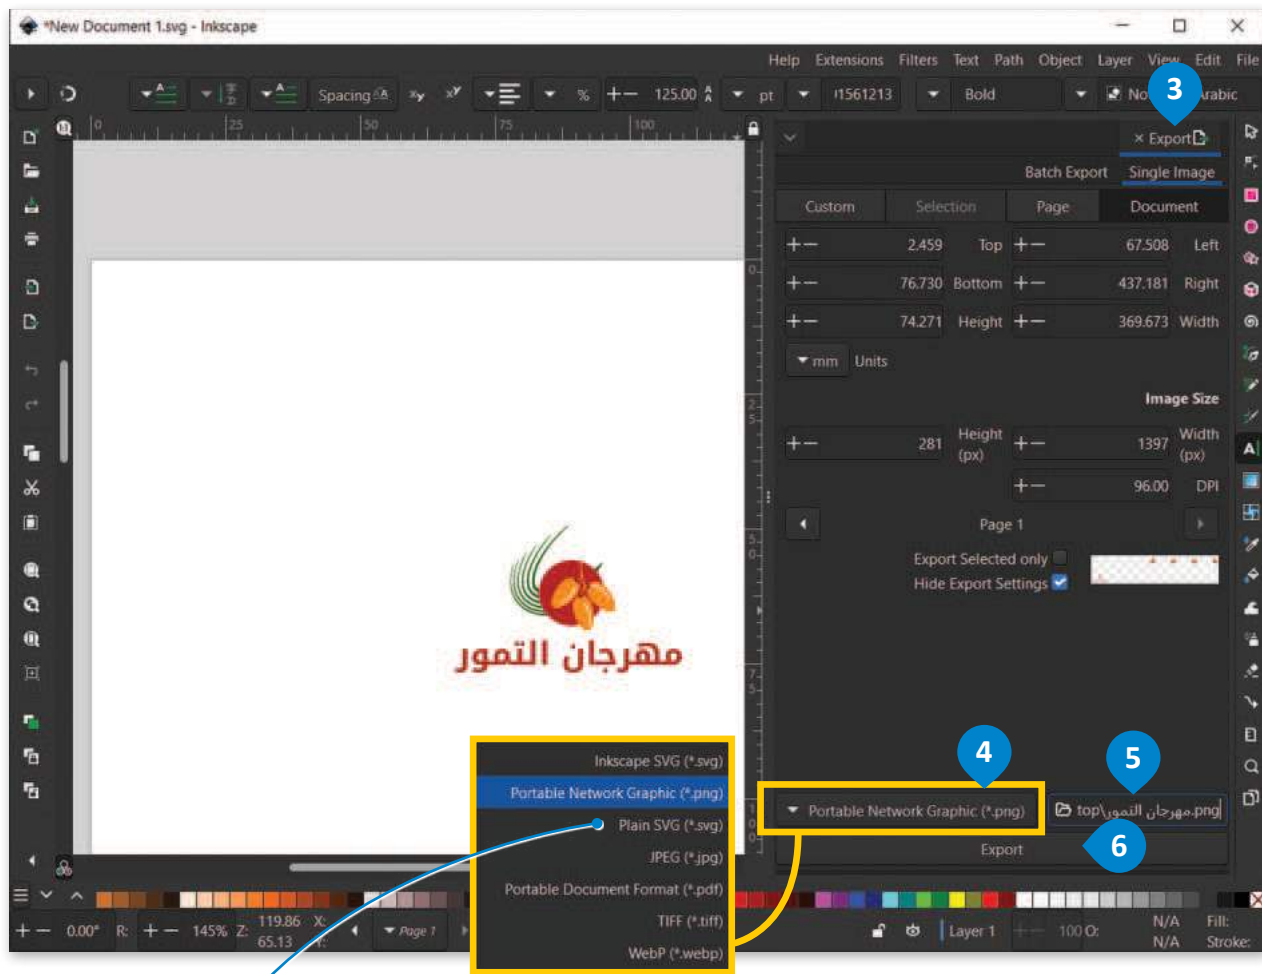 *New Document 1.svg - Inkscape
Help Extensions Filters Text Path Object Layer View Edit File
Spacing % 125.00 pt 1561213 Bold
3
0 25 50 75 100
Export
Batch Export Single Image
Custom Selection Page Document
2.459 Top 67.508 Left
76.730 Bottom 437.181 Right
74.271 Height 369.673 Width
mm Units
Image Size
281 Height (px) 1397 Width (px)
96.00 DPI
Page 1
Export Selected only
Hide Export Settings
مهرجان التمور
Inkscape SVG (*.svg)
Portable Network Graphic (*.png)
Plain SVG (*.svg)
JPEG (*.jpg)
Portable Document Format (*.pdf)
TIFF (*.tiff)
WebP (*.webp)
4
5
Portable Network Graphic (*.png)
top\مهرجان التمور.png
Export
6
0.00° R: 145% Z: 119.86 X:
65.13 Y:
Page 1
Layer 1 100 O: N/A Fill:
N/A Stroke: